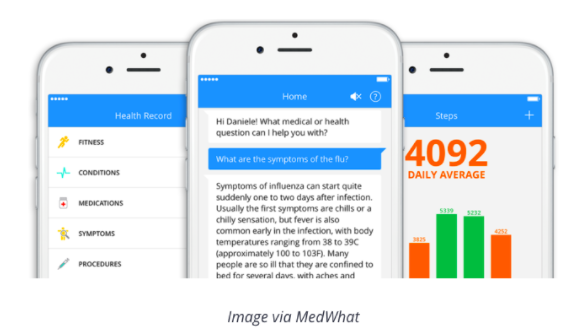 Health Record
FITNESS
CONDITIONS
MEDICATIONS
SYMPTOMS
PROCEDURES
Home
?
Hi Daniele! What medical or health
question can I help you with?
What are the symptoms of the flu?
Symptoms of influenza can start quite
suddenly one to two days after infection.
Usually the first symptoms are chills or a
chilly sensation, but fever is also
common early in the infection, with body
temperatures ranging from 38 to 39C
(approximately 100 to 103F). Many
people are so ill that they are confined to
bed for several days, with aches and
Steps
+
4092
DAILY AVERAGE
3825
5339
5232
4252
Image via MedWhat